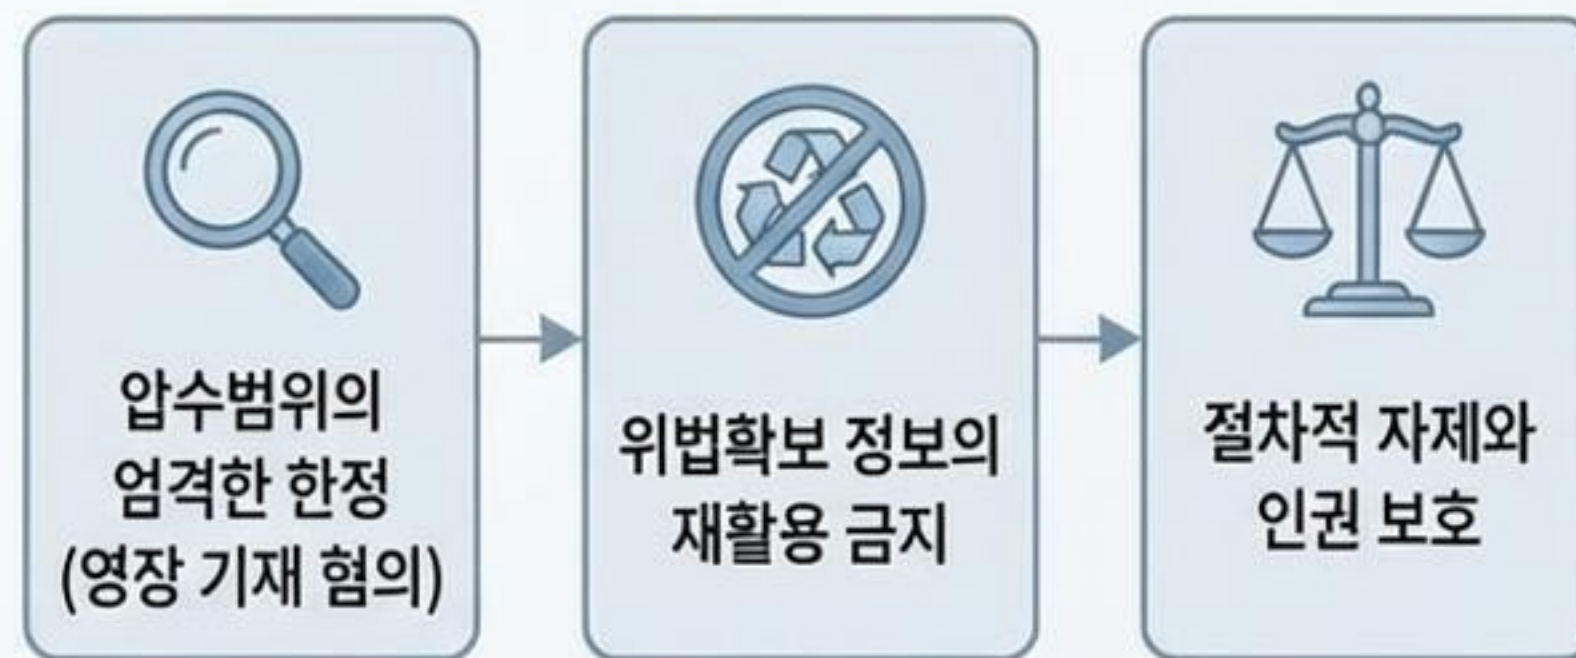 압수범위의
엄격한 한정
(영장 기재 혐의)
위법확보 정보의
재활용 금지
절차적 자제와
인권 보호